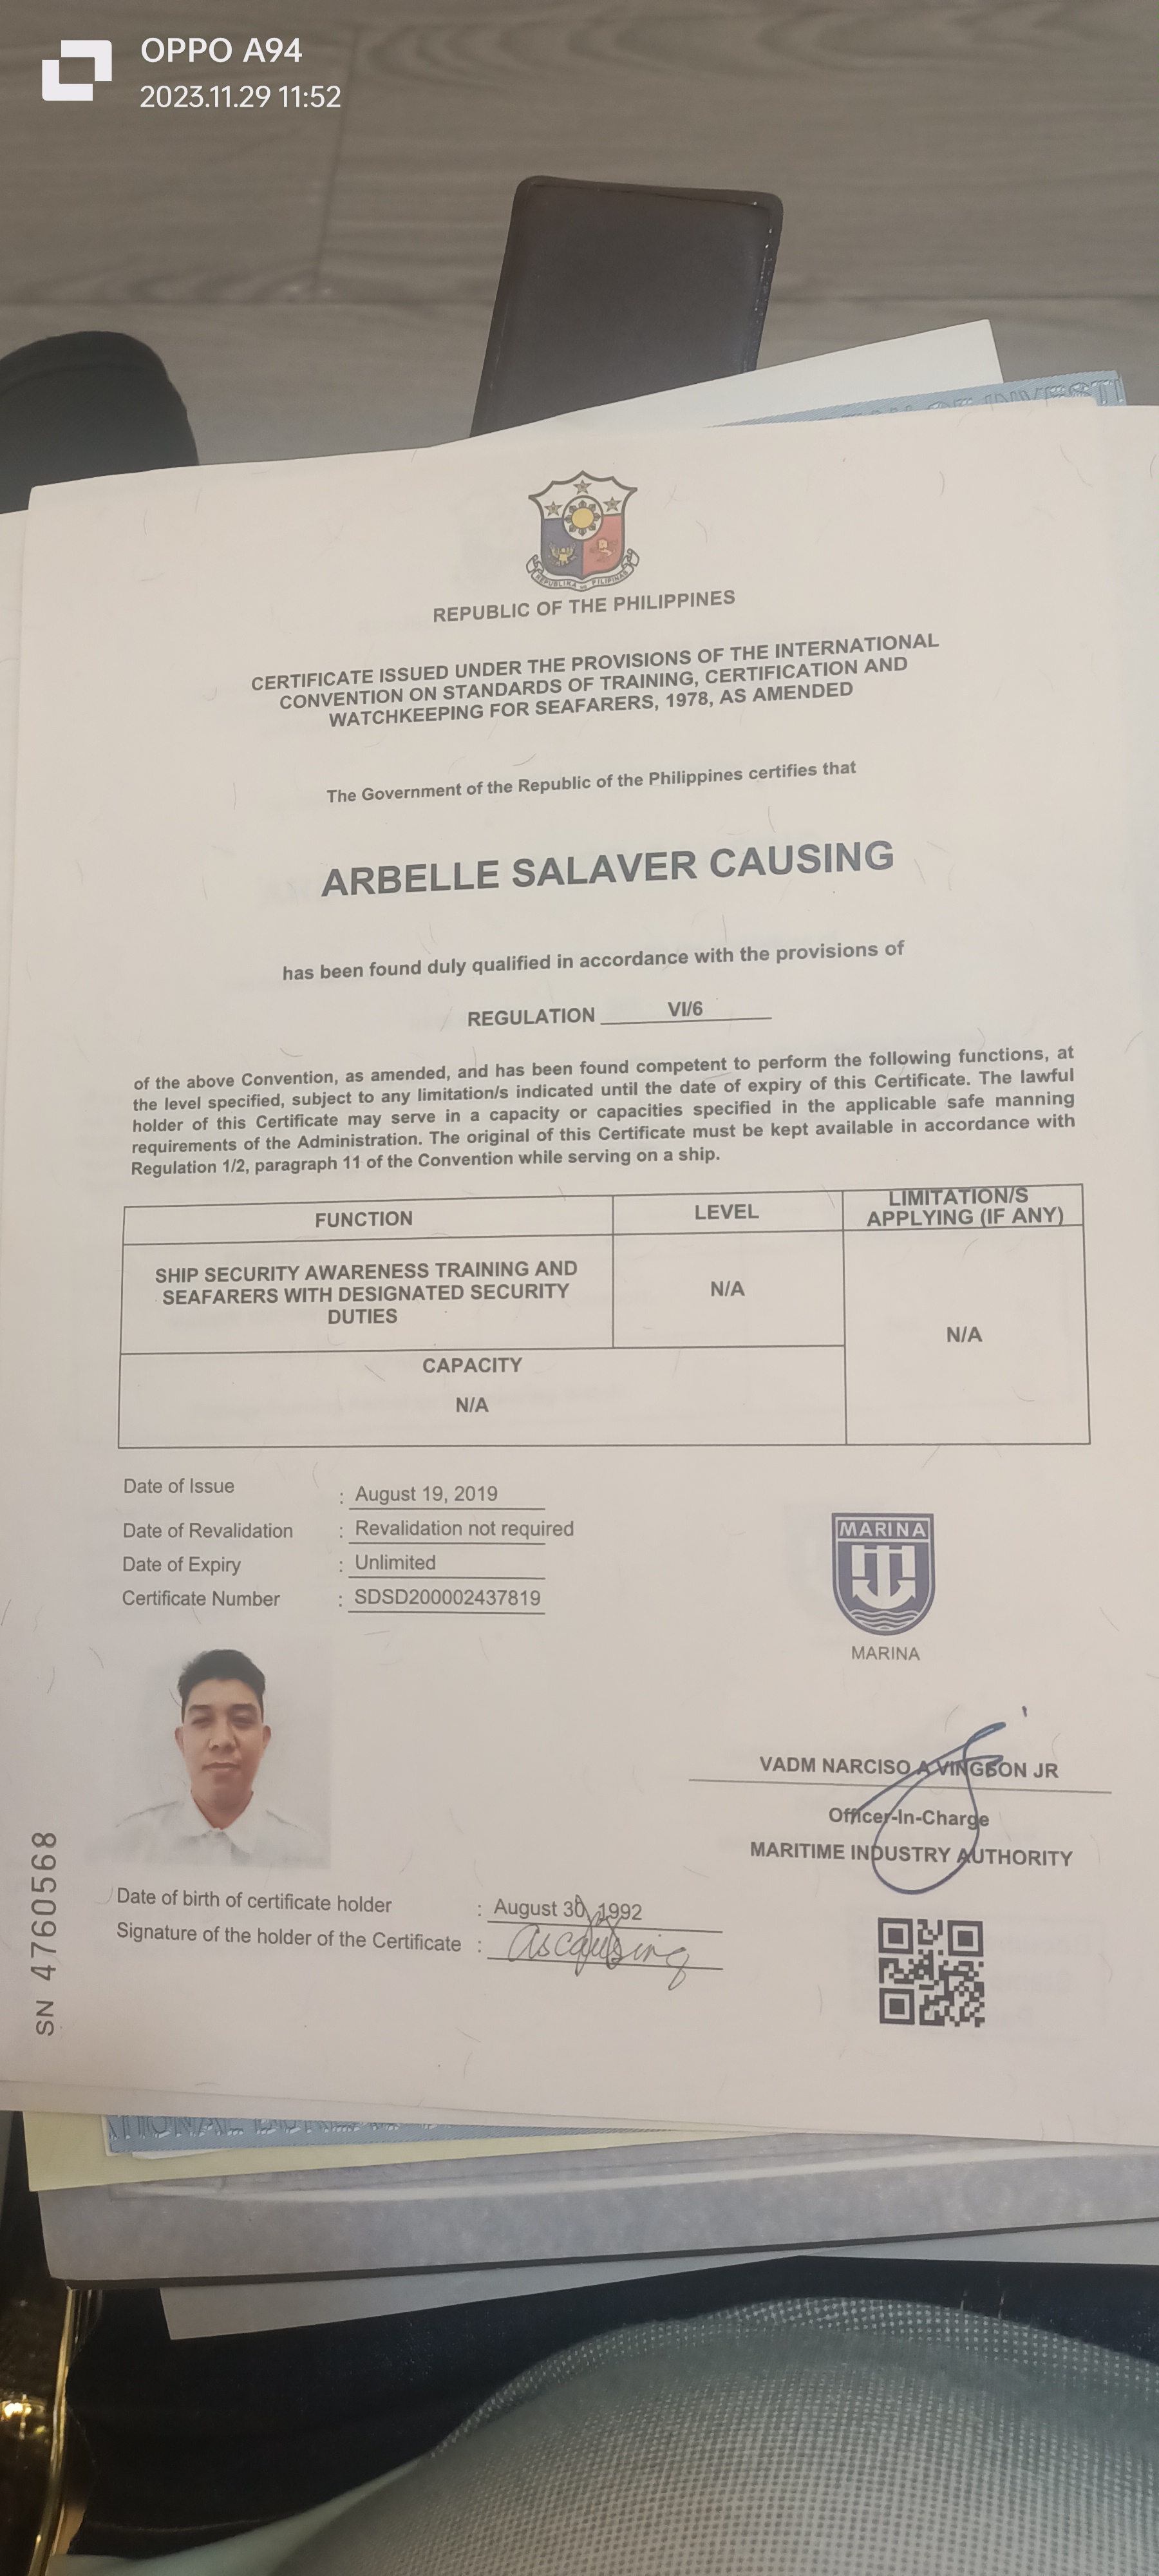 OPPO A94
2023.11.29 11:52
OF INVESTI
REPUBLIKA NG PILIPINAS
REPUBLIC OF THE PHILIPPINES
CERTIFICATE ISSUED UNDER THE PROVISIONS OF THE INTERNATIONAL
CONVENTION ON STANDARDS OF TRAINING, CERTIFICATION AND
WATCHKEEPING FOR SEAFARERS, 1978, AS AMENDED
The Government of the Republic of the Philippines certifies that
ARBELLE SALAVER CAUSING
has been found duly qualified in accordance with the provisions of
REGULATION VI/6
of the above Convention, as amended, and has been found competent to perform the following functions, at
the level specified, subject to any limitation/s indicated until the date of expiry of this Certificate. The lawful
holder of this Certificate may serve in a capacity or capacities specified in the applicable safe manning
requirements of the Administration. The original of this Certificate must be kept available in accordance with
Regulation 1/2, paragraph 11 of the Convention while serving on a ship.
FUNCTION LEVEL LIMITATION/S
APPLYING (IF ANY)
SHIP SECURITY AWARENESS TRAINING AND
SEAFARERS WITH DESIGNATED SECURITY
DUTIES
N/A
N/A
CAPACITY
N/A
Date of Issue : August 19, 2019
Date of Revalidation : Revalidation not required
Date of Expiry : Unlimited
Certificate Number : SDSD200002437819
MARINA
MARINA
VADM NARCISO A VINGSON JR
Officer-In-Charge
MARITIME INDUSTRY AUTHORITY
Date of birth of certificate holder : August 30, 1992
Signature of the holder of the Certificate : ascausing
SN 4760568